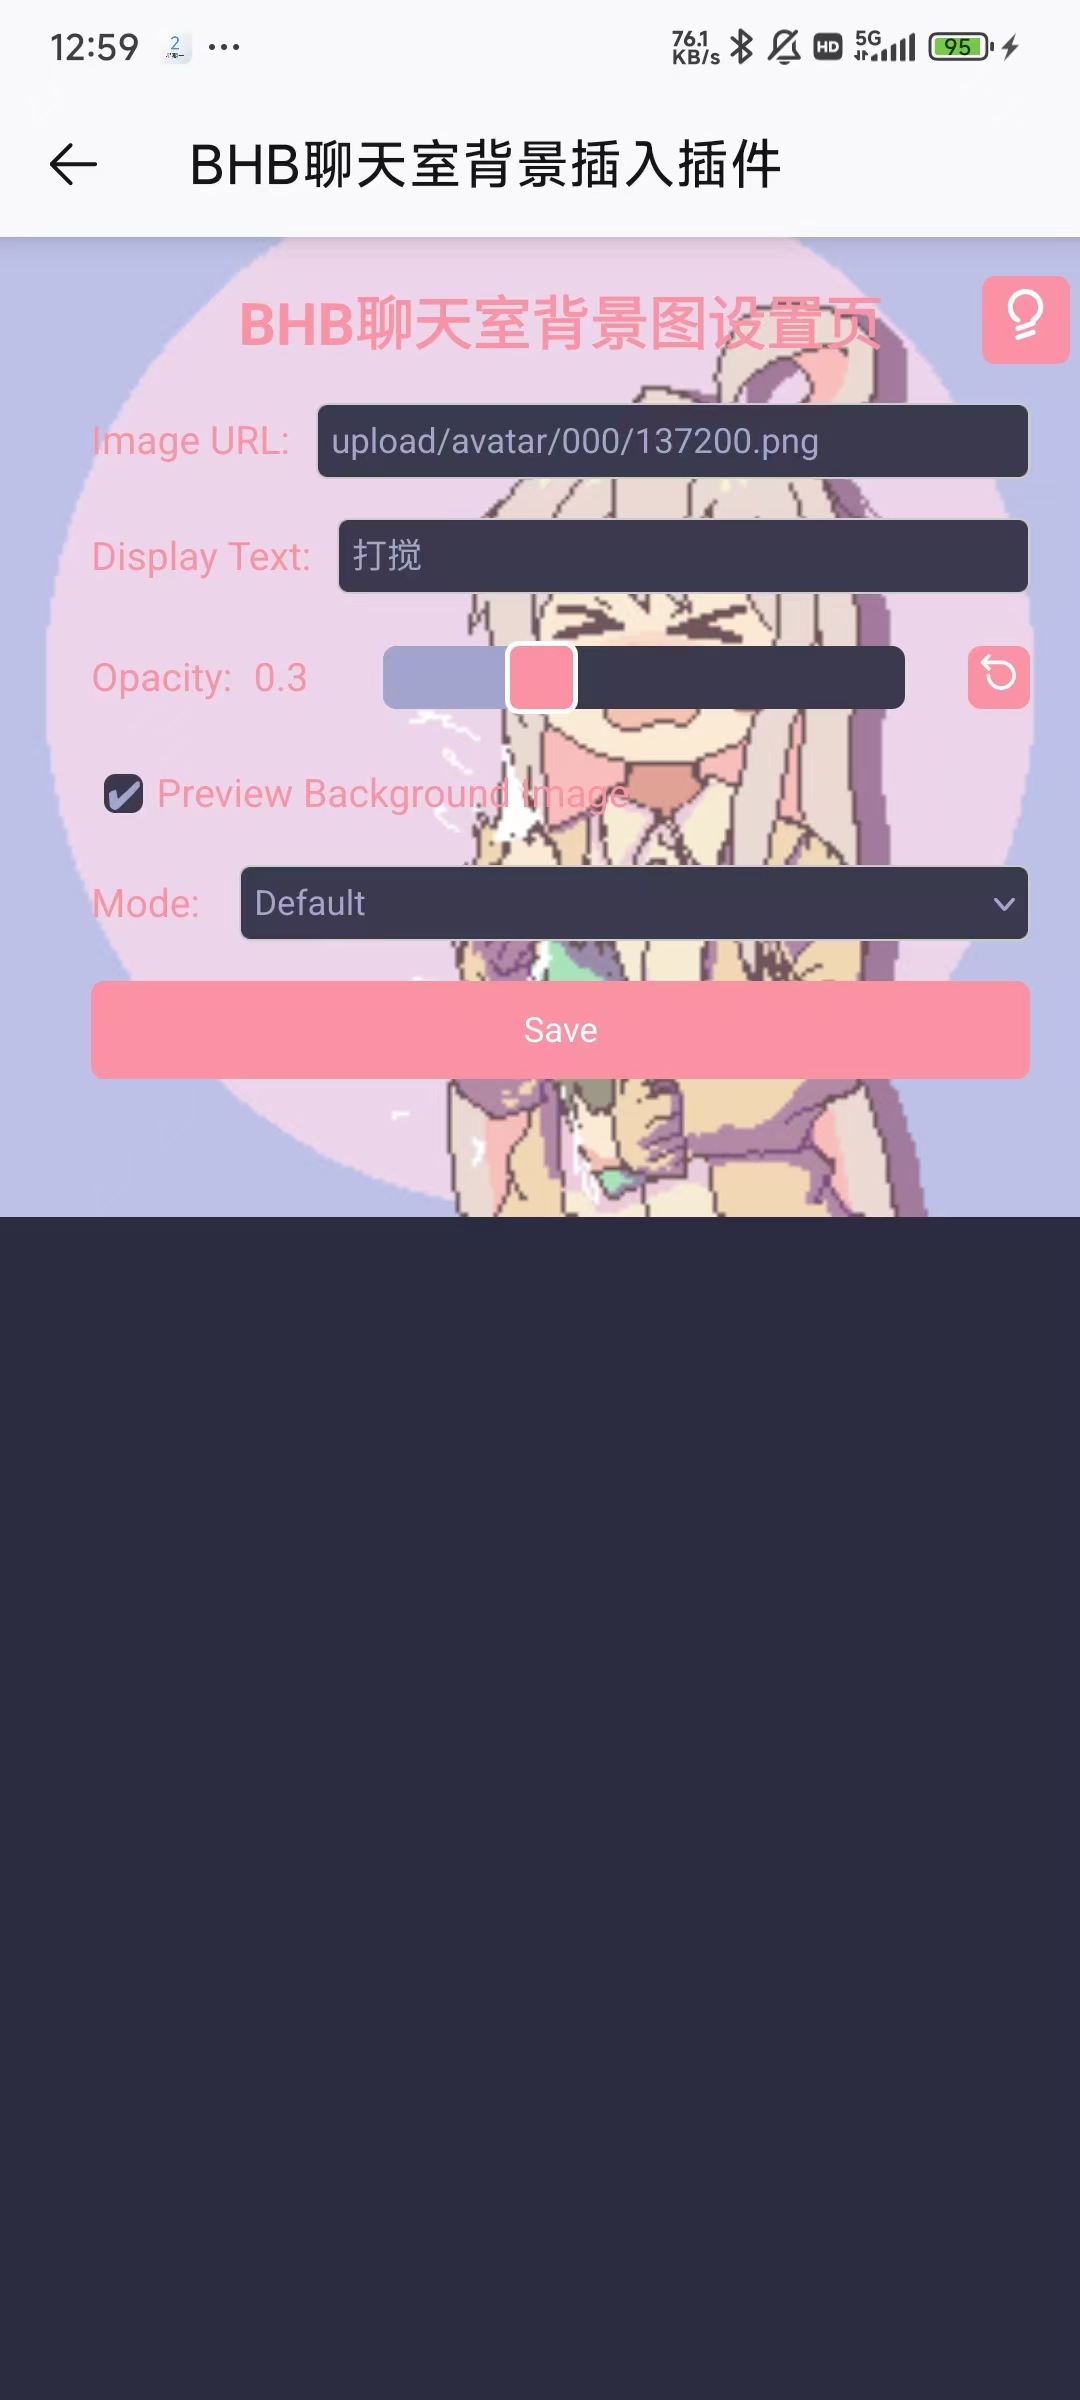 12:59
2
76.1
KB/s
HD
5G
95
BHB聊天室背景插入插件
BHB聊天室背景图设置页
Image URL: upload/avatar/000/137200.png
Display Text: 打搅
Opacity: 0.3
Preview Background Image
Mode: Default
Save